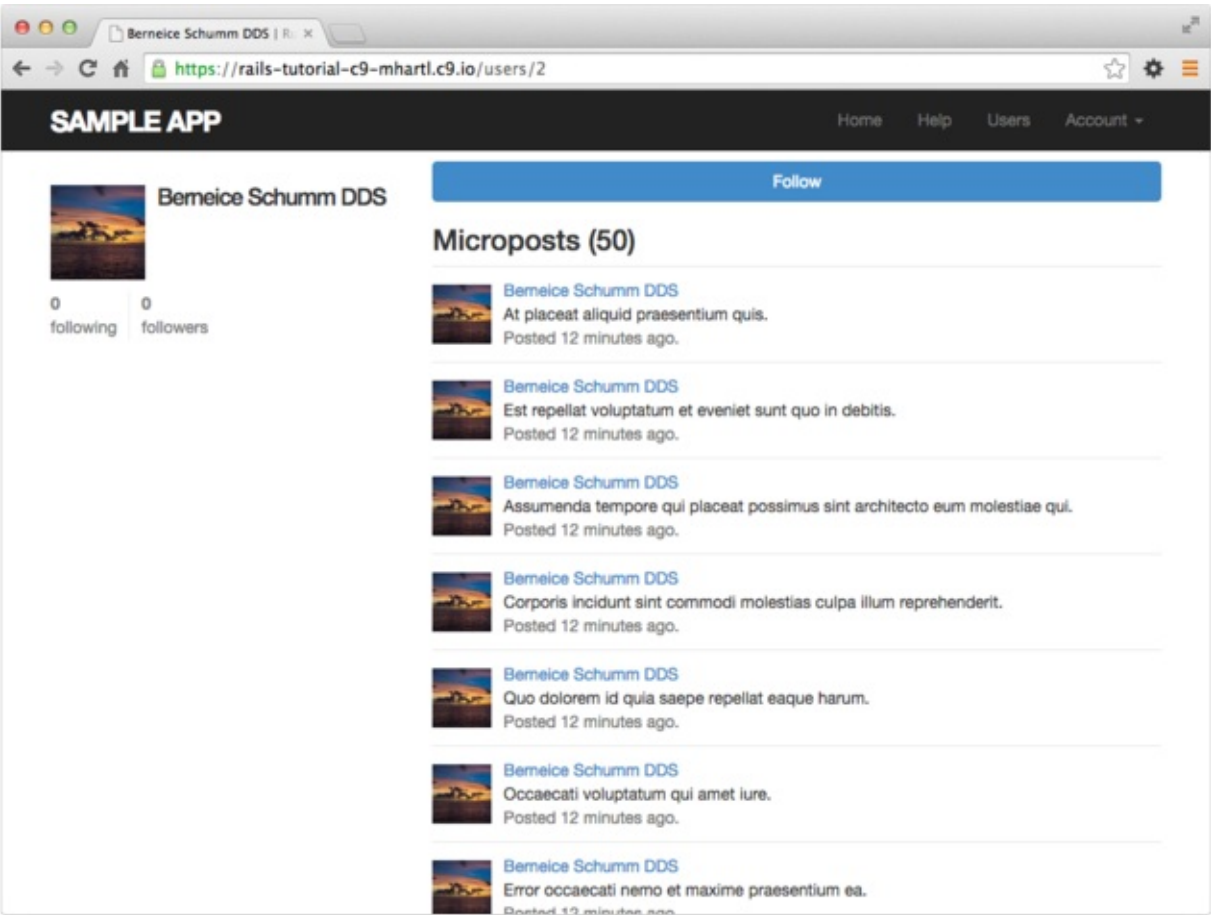 Berneice Schumm DDS | R
https://rails-tutorial-c9-mhartl.c9.io/users/2
SAMPLE APP
Home Help Users Account
Berneice Schumm DDS
0 0
following followers
Follow
Microposts (50)
Berneice Schumm DDS
At placeat aliquid praesentium quis.
Posted 12 minutes ago.
Berneice Schumm DDS
Est repellat voluptatum et eveniet sunt quo in debitis.
Posted 12 minutes ago.
Berneice Schumm DDS
Assumenda tempore qui placeat possimus sint architecto eum molestiae qui.
Posted 12 minutes ago.
Berneice Schumm DDS
Corporis incidunt sint commodi molestias culpa illum reprehenderit.
Posted 12 minutes ago.
Berneice Schumm DDS
Quo dolorem id quia saepe repellat eaque harum.
Posted 12 minutes ago.
Berneice Schumm DDS
Occaecati voluptatum qui amet iure.
Posted 12 minutes ago.
Berneice Schumm DDS
Error occaecati nemo et maxime praesentium ea.
Posted 12 minutes ago.